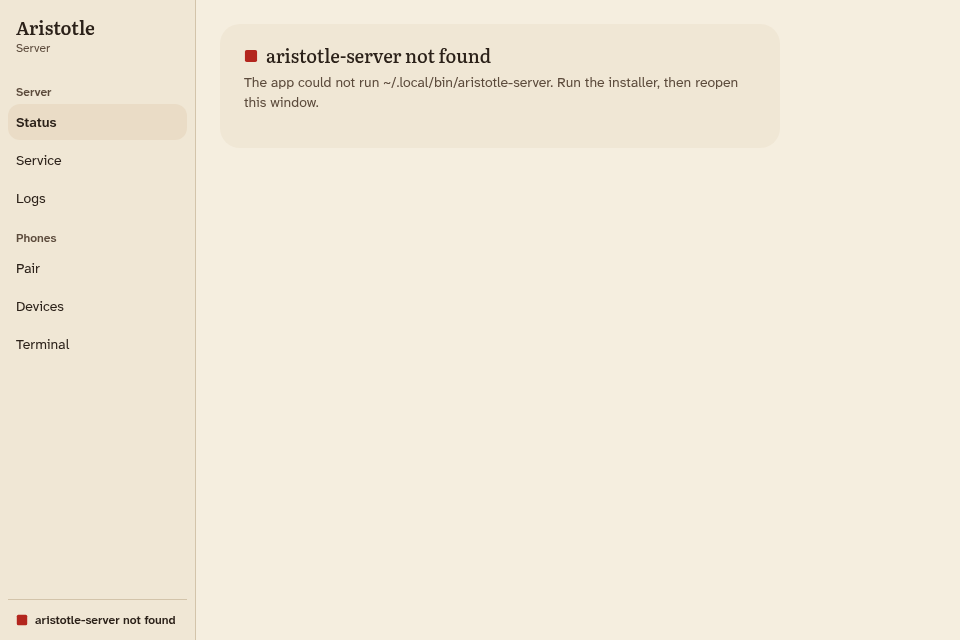 Aristotle
Server
Server
Status
Service
Logs
Phones
Pair
Devices
Terminal
aristotle-server not found
aristotle-server not found
The app could not run ~/.local/bin/aristotle-server. Run the installer, then reopen
this window.